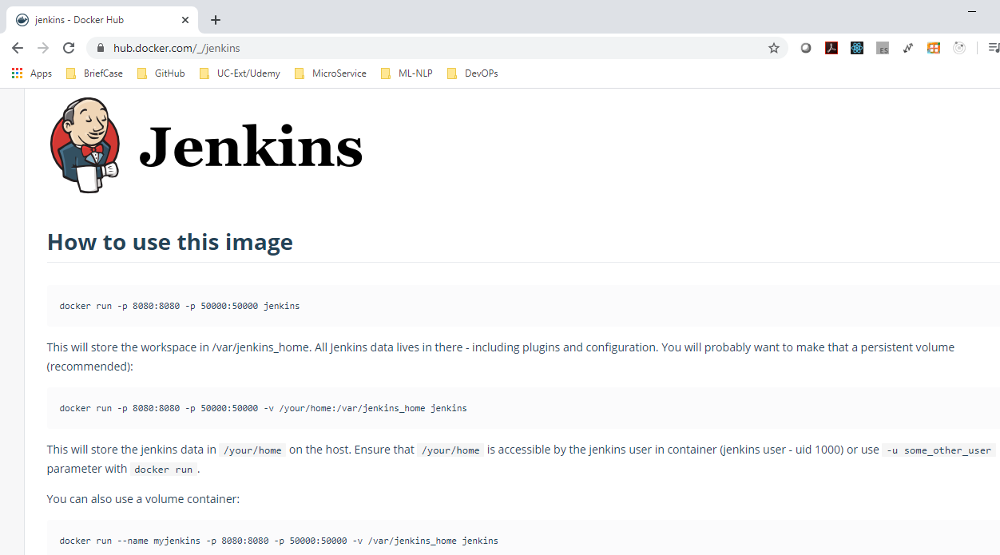 jenkins - Docker Hub
hub.docker.com/_/jenkins
ES
Apps BriefCase GitHub UC-Ext/Udemy MicroService ML-NLP DevOPs
Jenkins
How to use this image
docker run -p 8080:8080 -p 50000:50000 jenkins
This will store the workspace in /var/jenkins_home. All Jenkins data lives in there - including plugins and configuration. You will probably want to make that a persistent volume
(recommended):
docker run -p 8080:8080 -p 50000:50000 -v /your/home:/var/jenkins_home jenkins
This will store the jenkins data in /your/home on the host. Ensure that /your/home is accessible by the jenkins user in container (jenkins user - uid 1000) or use -u some_other_user
parameter with docker run.
You can also use a volume container:
docker run --name myjenkins -p 8080:8080 -p 50000:50000 -v /var/jenkins_home jenkins